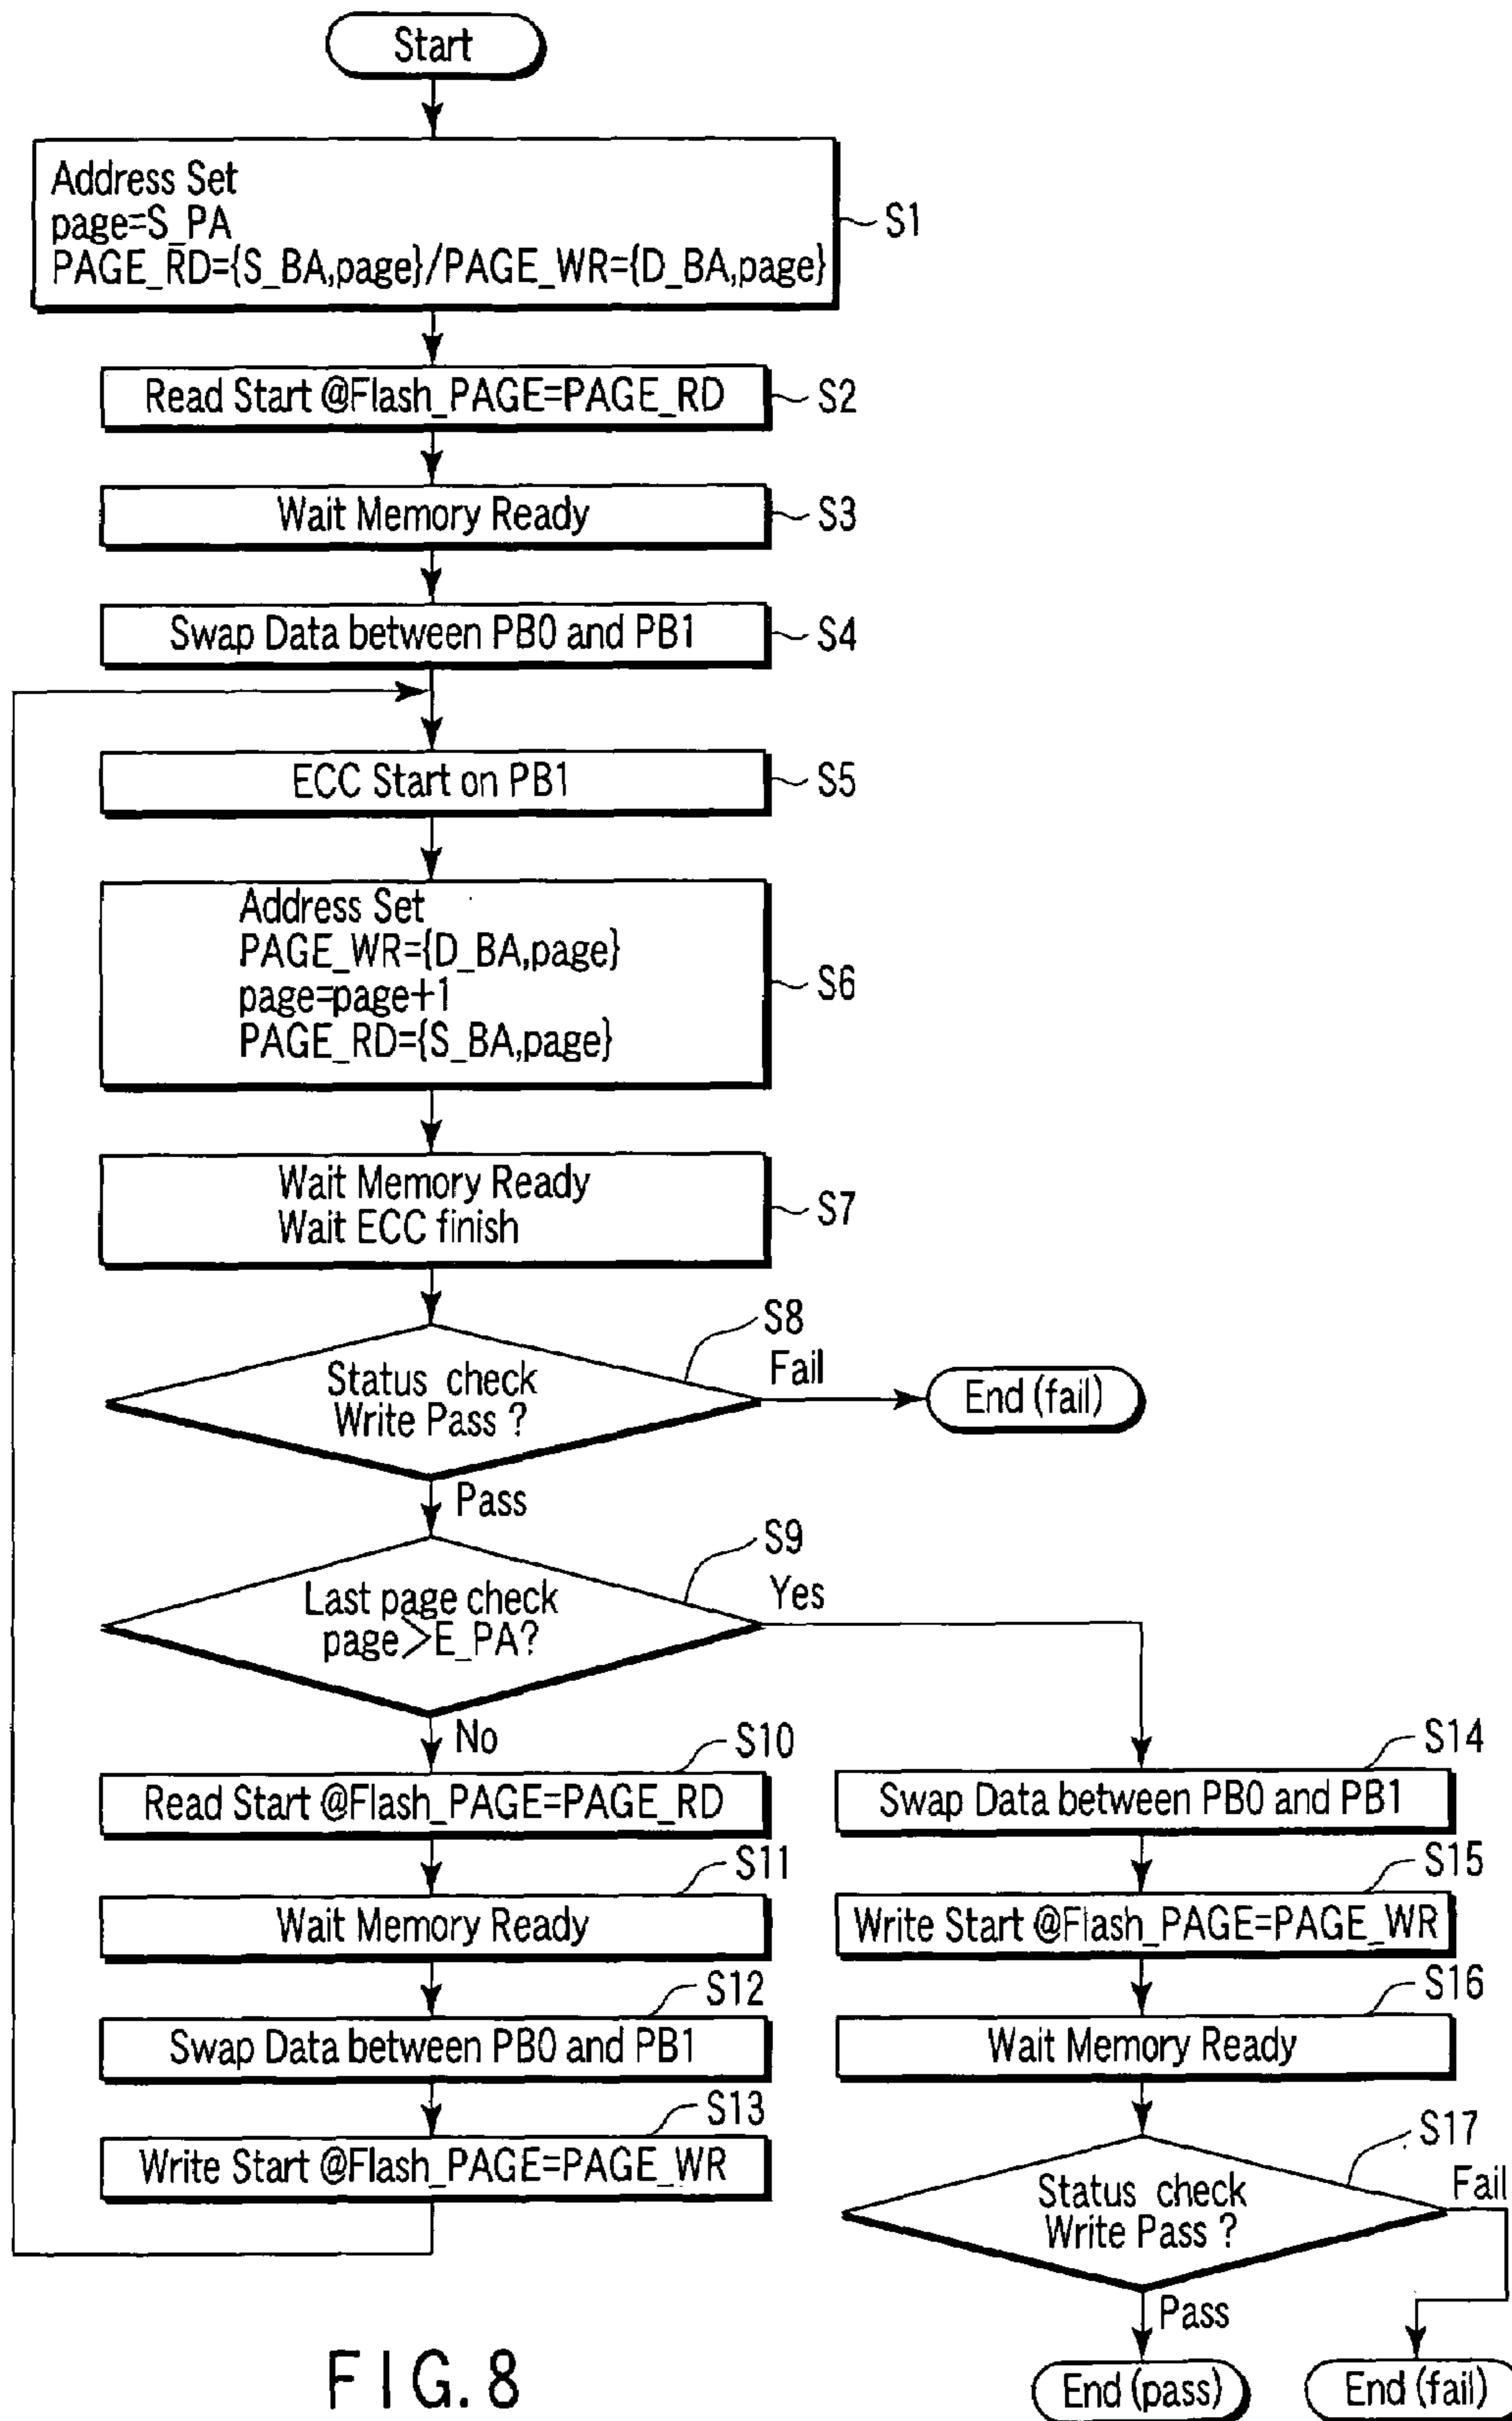 Start
Address Set
page=S_PA
PAGE_RD={S_BA,page}/PAGE_WR={D_BA,page}
S1
Read Start @Flash_PAGE=PAGE_RD
S2
Wait Memory Ready
S3
Swap Data between PB0 and PB1
S4
ECC Start on PB1
S5
Address Set
PAGE_WR={D_BA,page}
page=page+1
PAGE_RD={S_BA,page}
S6
Wait Memory Ready
Wait ECC finish
S7
S8
Status check
Write Pass ?
Fail
End (fail)
Pass
S9
Last page check
page>E_PA?
Yes
No
S10
Read Start @Flash_PAGE=PAGE_RD
S11
Wait Memory Ready
S12
Swap Data between PB0 and PB1
S13
Write Start @Flash_PAGE=PAGE_WR
S14
Swap Data between PB0 and PB1
S15
Write Start @Flash_PAGE=PAGE_WR
S16
Wait Memory Ready
S17
Status check
Write Pass ?
Fail
Pass
End (pass)
End (fail)
FIG. 8